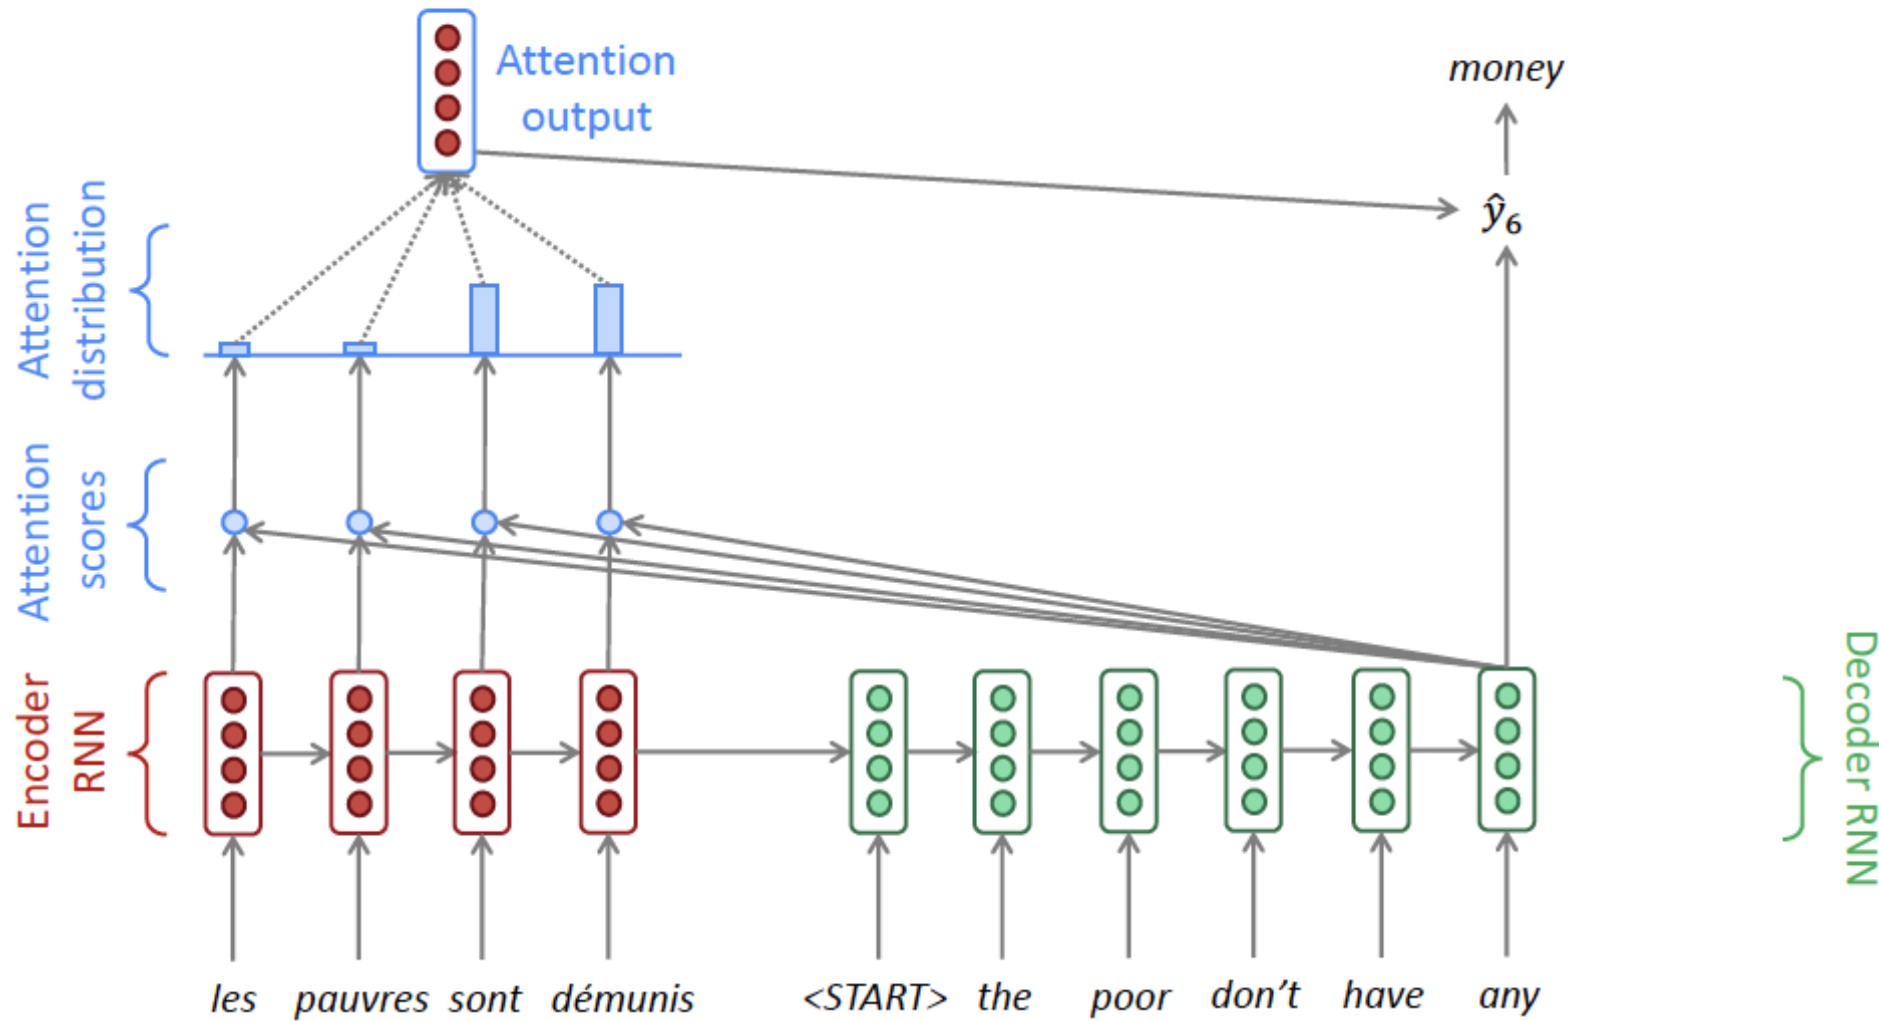 Attention
output
money
ŷ₆
Attention
distribution
Attention
scores
Encoder
RNN
Decoder RNN
les pauvres sont démunis <START> the poor don't have any